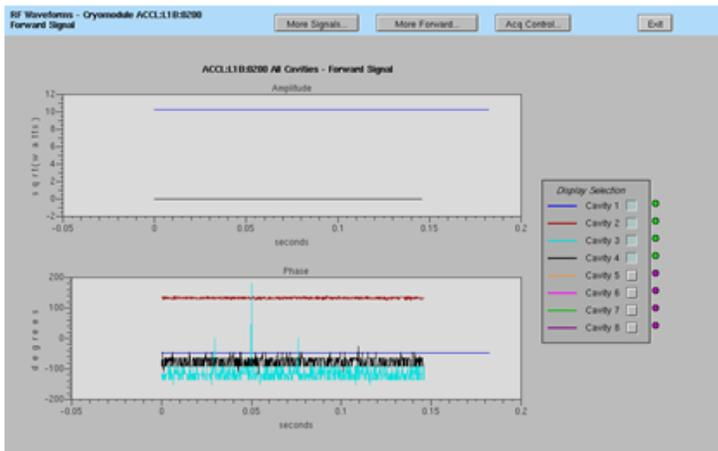 RF Waveforms - Cryomodule ACCL:L1B:0200
Forward Signal
More Signals... More Forward... Acq Control... Exit
ACCL:L1B:0200 All Cavities - Forward Signal
Amplitude
sqrt(watts)
12
10
8
6
4
2
0
-2
-0.05 0 0.05 0.1 0.15 0.2
seconds
Display Selection
Cavity 1
Cavity 2
Cavity 3
Cavity 4
Cavity 5
Cavity 6
Cavity 7
Cavity 8
Phase
degrees
200
100
0
-100
-200
-0.05 0 0.05 0.1 0.15 0.2
seconds